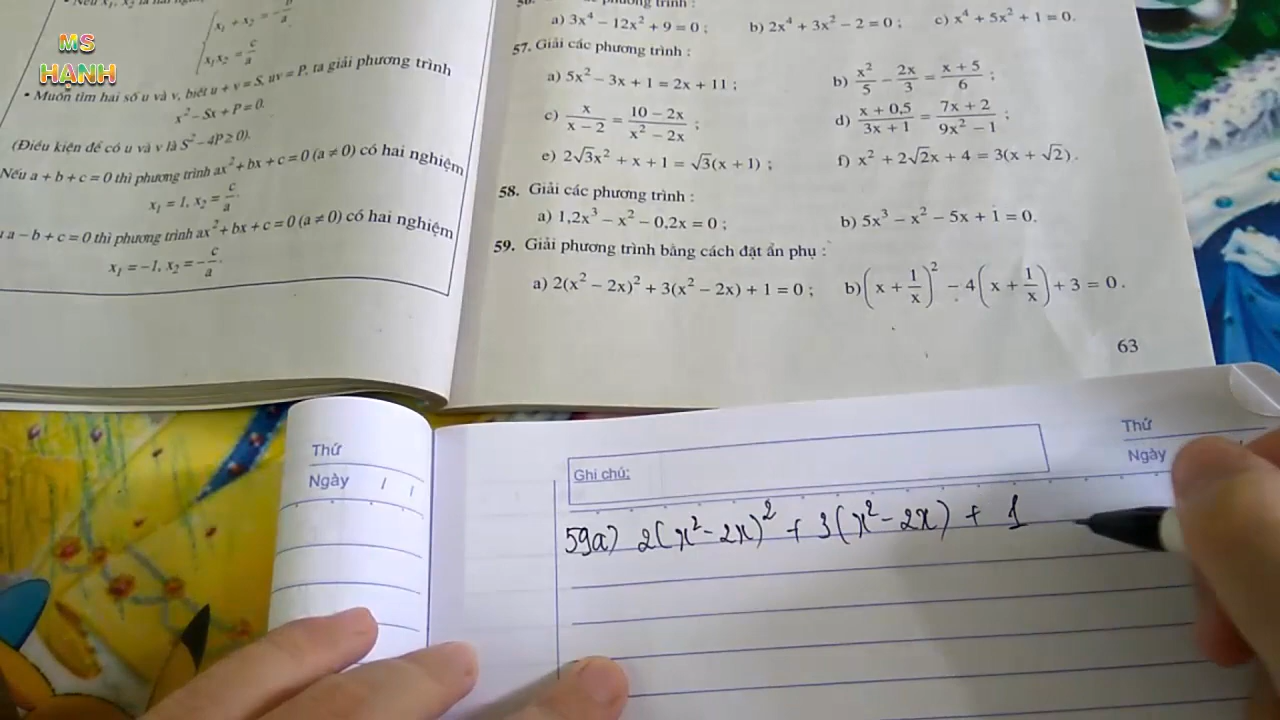 MS
HẠNH
x₁ + x₂ = -b/a
x₁x₂ = c/a
• Muốn tìm hai số u và v, biết u + v = S, uv = P, ta giải phương trình
x² – Sx + P = 0.
(Điều kiện để có u và v là S² – 4P ≥ 0).
Nếu a + b + c = 0 thì phương trình ax² + bx + c = 0 (a ≠ 0) có hai nghiệm
x₁ = 1, x₂ = c/a.
a – b + c = 0 thì phương trình ax² + bx + c = 0 (a ≠ 0) có hai nghiệm
x₁ = –1, x₂ = –c/a.
phương trình :
a) 3x⁴ – 12x² + 9 = 0 ; b) 2x⁴ + 3x² – 2 = 0 ; c) x⁴ + 5x² + 1 = 0.
57. Giải các phương trình :
a) 5x² – 3x + 1 = 2x + 11 ; b) x²/5 – 2x/3 = (x + 5)/6 ;
c) x/(x – 2) = (10 – 2x)/(x² – 2x) ; d) (x + 0,5)/(3x + 1) = (7x + 2)/(9x² – 1) ;
e) 2√3x² + x + 1 = √3(x + 1) ; f) x² + 2√2x + 4 = 3(x + √2).
58. Giải các phương trình :
a) 1,2x³ – x² – 0,2x = 0 ; b) 5x³ – x² – 5x + 1 = 0.
59. Giải phương trình bằng cách đặt ẩn phụ :
a) 2(x² – 2x)² + 3(x² – 2x) + 1 = 0 ; b) (x + 1/x)² – 4(x + 1/x) + 3 = 0.
63
Thứ
Ngày / /
Ghi chú:
Thứ
Ngày
59a) 2(x² – 2x)² + 3(x² – 2x) + 1